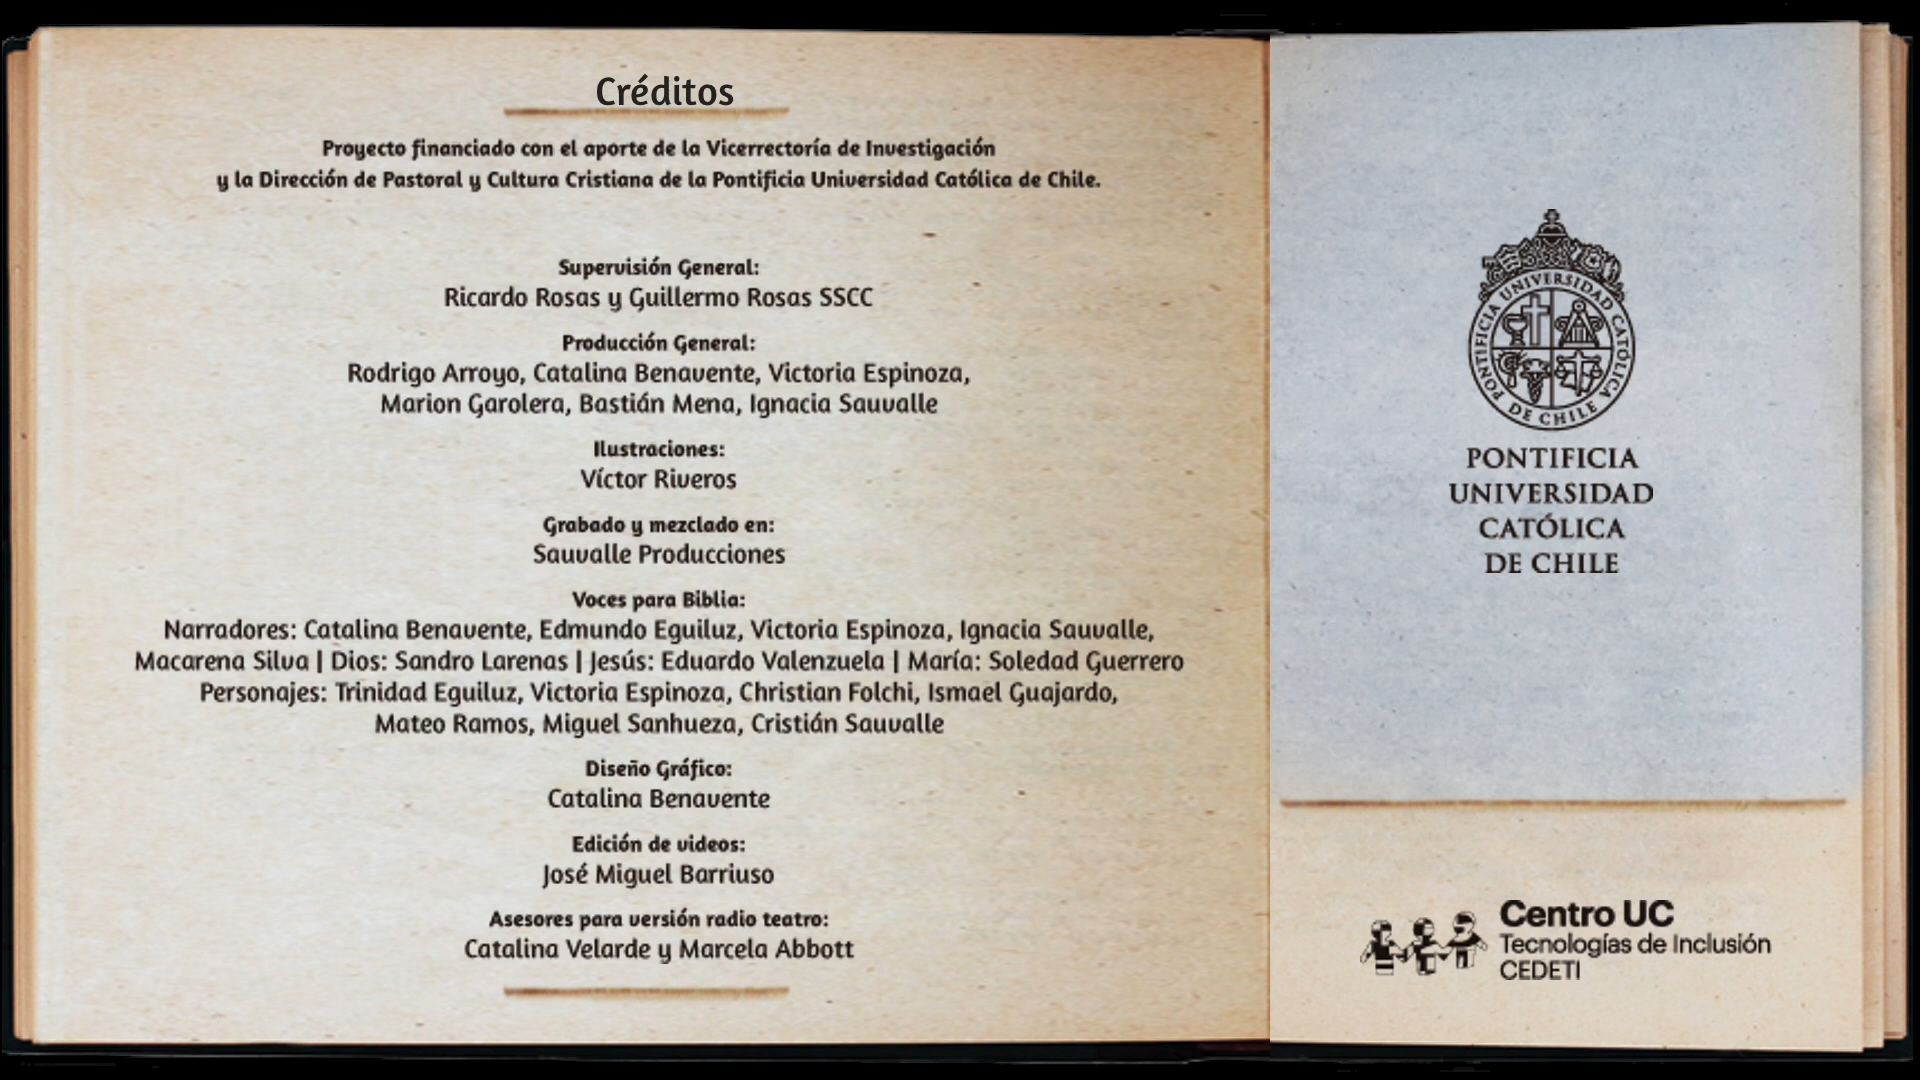 Créditos
Proyecto financiado con el aporte de la Vicerrectoría de Investigación
y la Dirección de Pastoral y Cultura Cristiana de la Pontificia Universidad Católica de Chile.
Supervisión General:
Ricardo Rosas y Guillermo Rosas SSCC
Producción General:
Rodrigo Arroyo, Catalina Benavente, Victoria Espinoza,
Marion Garolera, Bastián Mena, Ignacia Sauvalle
Ilustraciones:
Víctor Riveros
Grabado y mezclado en:
Sauvalle Producciones
Voces para Biblia:
Narradores: Catalina Benavente, Edmundo Eguiluz, Victoria Espinoza, Ignacia Sauvalle,
Macarena Silva | Dios: Sandro Larenas | Jesús: Eduardo Valenzuela | María: Soledad Guerrero
Personajes: Trinidad Eguiluz, Victoria Espinoza, Christian Folchi, Ismael Guajardo,
Mateo Ramos, Miguel Sanhueza, Cristián Sauvalle
Diseño Gráfico:
Catalina Benavente
Edición de videos:
José Miguel Barriuso
Asesores para versión radio teatro:
Catalina Velarde y Marcela Abbott
PONTIFICIA UNIVERSIDAD CATÓLICA DE CHILE
PONTIFICIA
UNIVERSIDAD
CATÓLICA
DE CHILE
Centro UC
Tecnologías de Inclusión
CEDETI